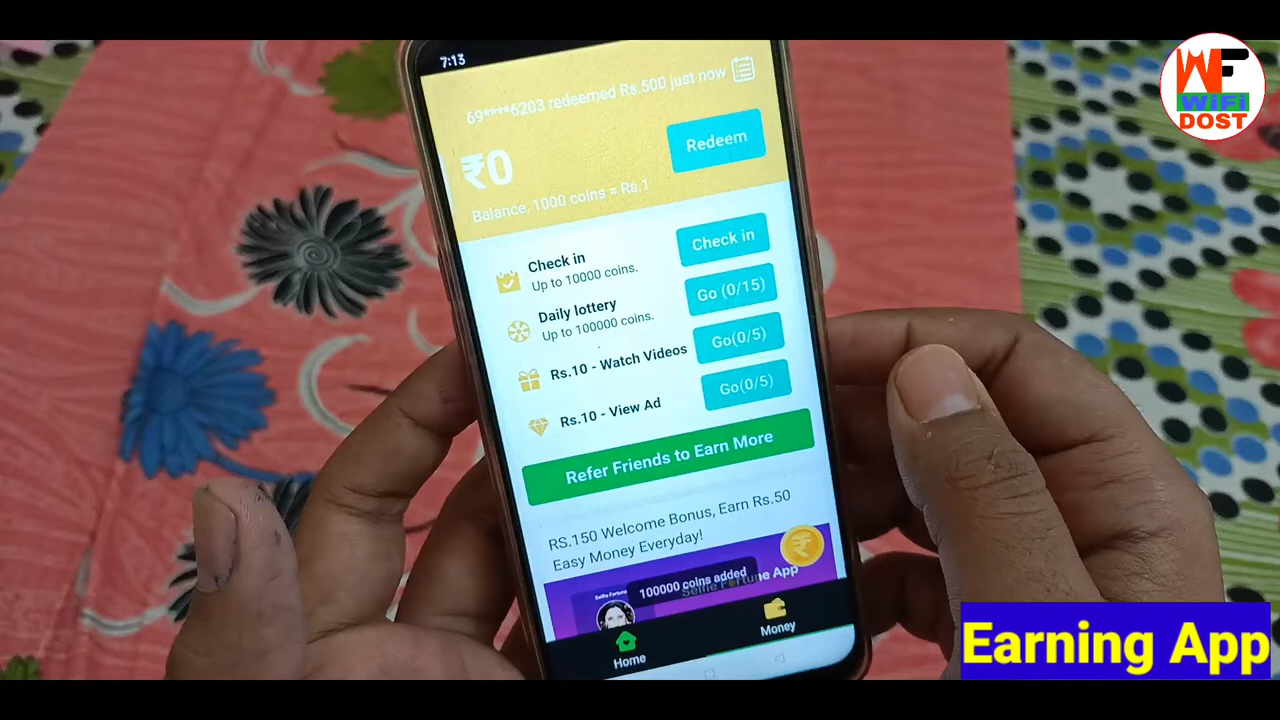 7:13
69****6203 redeemed Rs.500 just now
₹0
Redeem
Balance, 1000 coins = Rs.1
Check in
Up to 10000 coins.
Check in
Daily lottery
Up to 100000 coins.
Go (0/15)
Rs.10 - Watch Videos
Go(0/5)
Rs.10 - View Ad
Go(0/5)
Refer Friends to Earn More
RS.150 Welcome Bonus, Earn Rs.50
Easy Money Everyday!
100000 coins added
Selfie Fortune App
Home
Money
WF
WiFi
DOST
Earning App